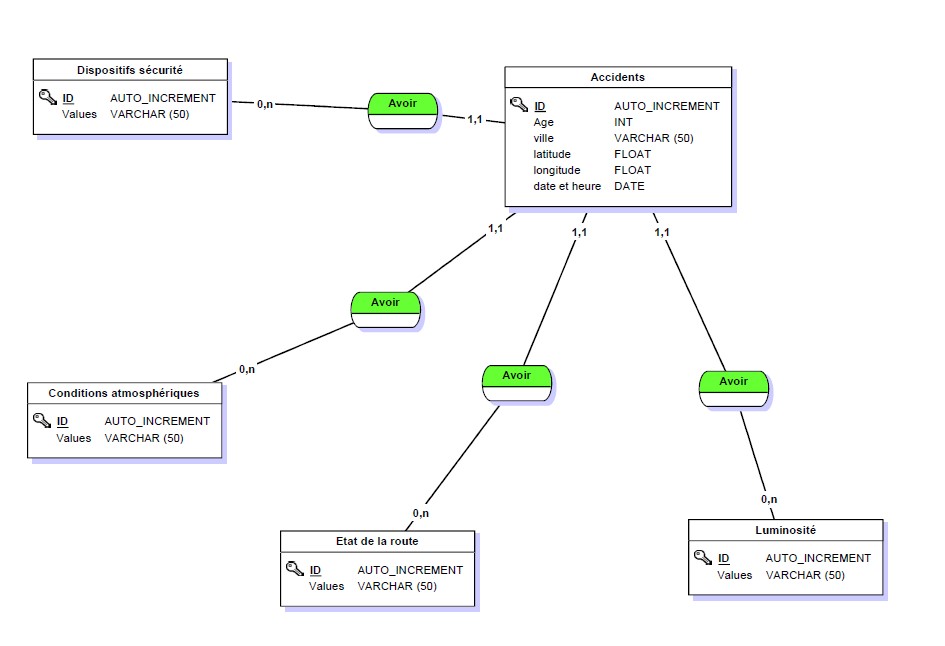 Dispositifs sécurité
ID AUTO_INCREMENT
Values VARCHAR (50)
0,n
Avoir
1,1
Accidents
ID AUTO_INCREMENT
Age INT
ville VARCHAR (50)
latitude FLOAT
longitude FLOAT
date et heure DATE
1,1
1,1
1,1
Avoir
Avoir
Avoir
0,n
Conditions atmosphériques
ID AUTO_INCREMENT
Values VARCHAR (50)
0,n
0,n
Etat de la route
ID AUTO_INCREMENT
Values VARCHAR (50)
Luminosité
ID AUTO_INCREMENT
Values VARCHAR (50)